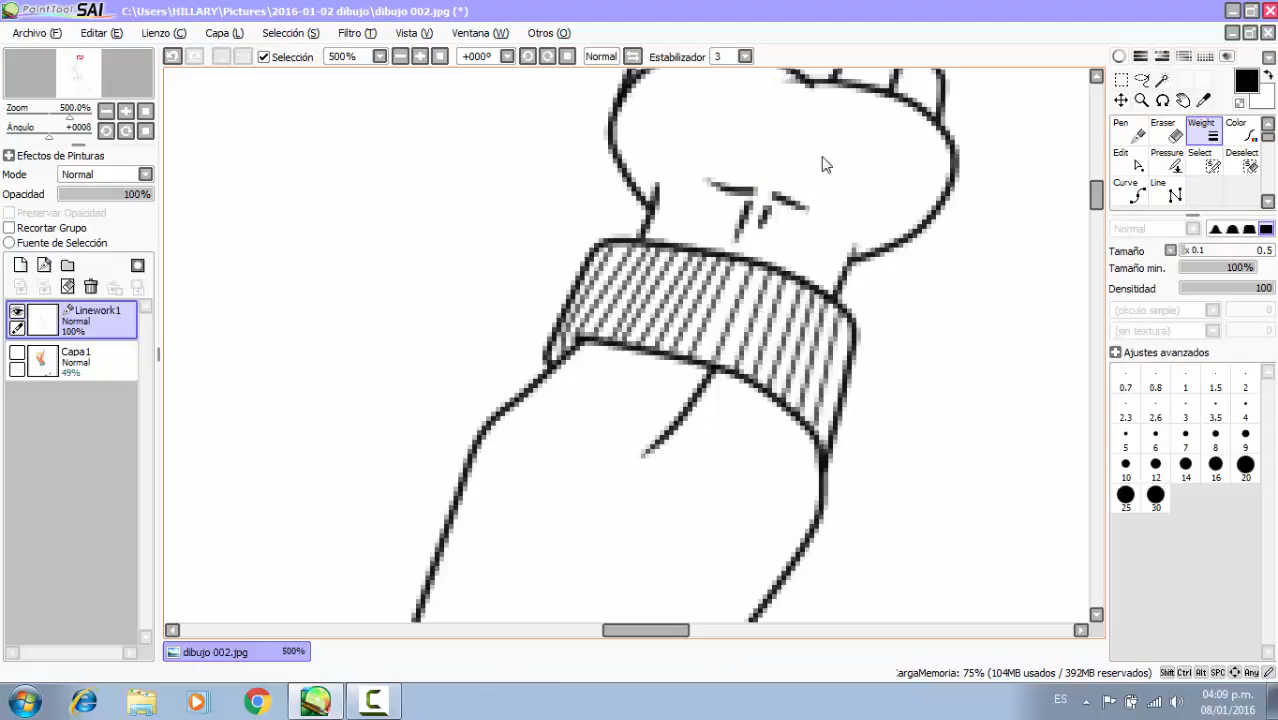 PaintTool SAI C:\Users\HILLARY\Pictures\2016-01-02 dibujo\dibujo 002.jpg (*)
Archivo (F) Editar (E) Lienzo (C) Capa (L) Selección (S) Filtro (T) Vista (V) Ventana (W) Otros (O)
Selección 500% +000º Normal Estabilizador 3
Zoom 500.0%
Ángulo +000ß
Efectos de Pinturas
Mode Normal
Opacidad 100%
Preservar Opacidad
Recortar Grupo
Fuente de Selección
Linework1
Normal
100%
Capa1
Normal
49%
Pen Eraser Weight Color
Edit Pressure Select Deselect
Curve Line
Normal
Tamaño x 0.1 0.5
Tamaño min. 100%
Densitidad 100
(círculo simple) 0
(sin textura) 0
Ajustes avanzados
0.7 0.8 1 1.5 2
2.3 2.6 3 3.5 4
5 6 7 8 9
10 12 14 16 20
25 30
dibujo 002.jpg 500%
CargaMemoria: 75% (104MB usados / 392MB reservados) Shift Ctrl Alt SPC Any
ES 04:09 p.m.
08/01/2016